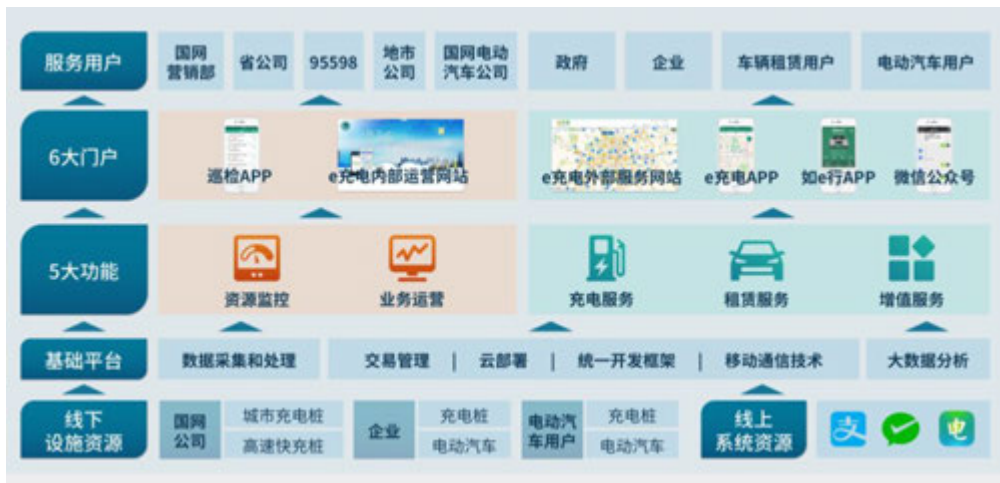 服务用户
国网
营销部
省公司
95598
地市
公司
国网电动
汽车公司
政府
企业
车辆租赁用户
电动汽车用户
6大门户
巡检APP
e充电内部运营网站
e充电外部服务网站
e充电APP
如e行APP
微信公众号
5大功能
资源监控
业务运营
充电服务
租赁服务
增值服务
基础平台
数据采集和处理
交易管理 | 云部署 | 统一开发框架 | 移动通信技术
大数据分析
线下
设施资源
国网
公司
城市充电桩
高速快充桩
企业
充电桩
电动汽车
电动汽
车用户
充电桩
电动汽车
线上
系统资源
支
电